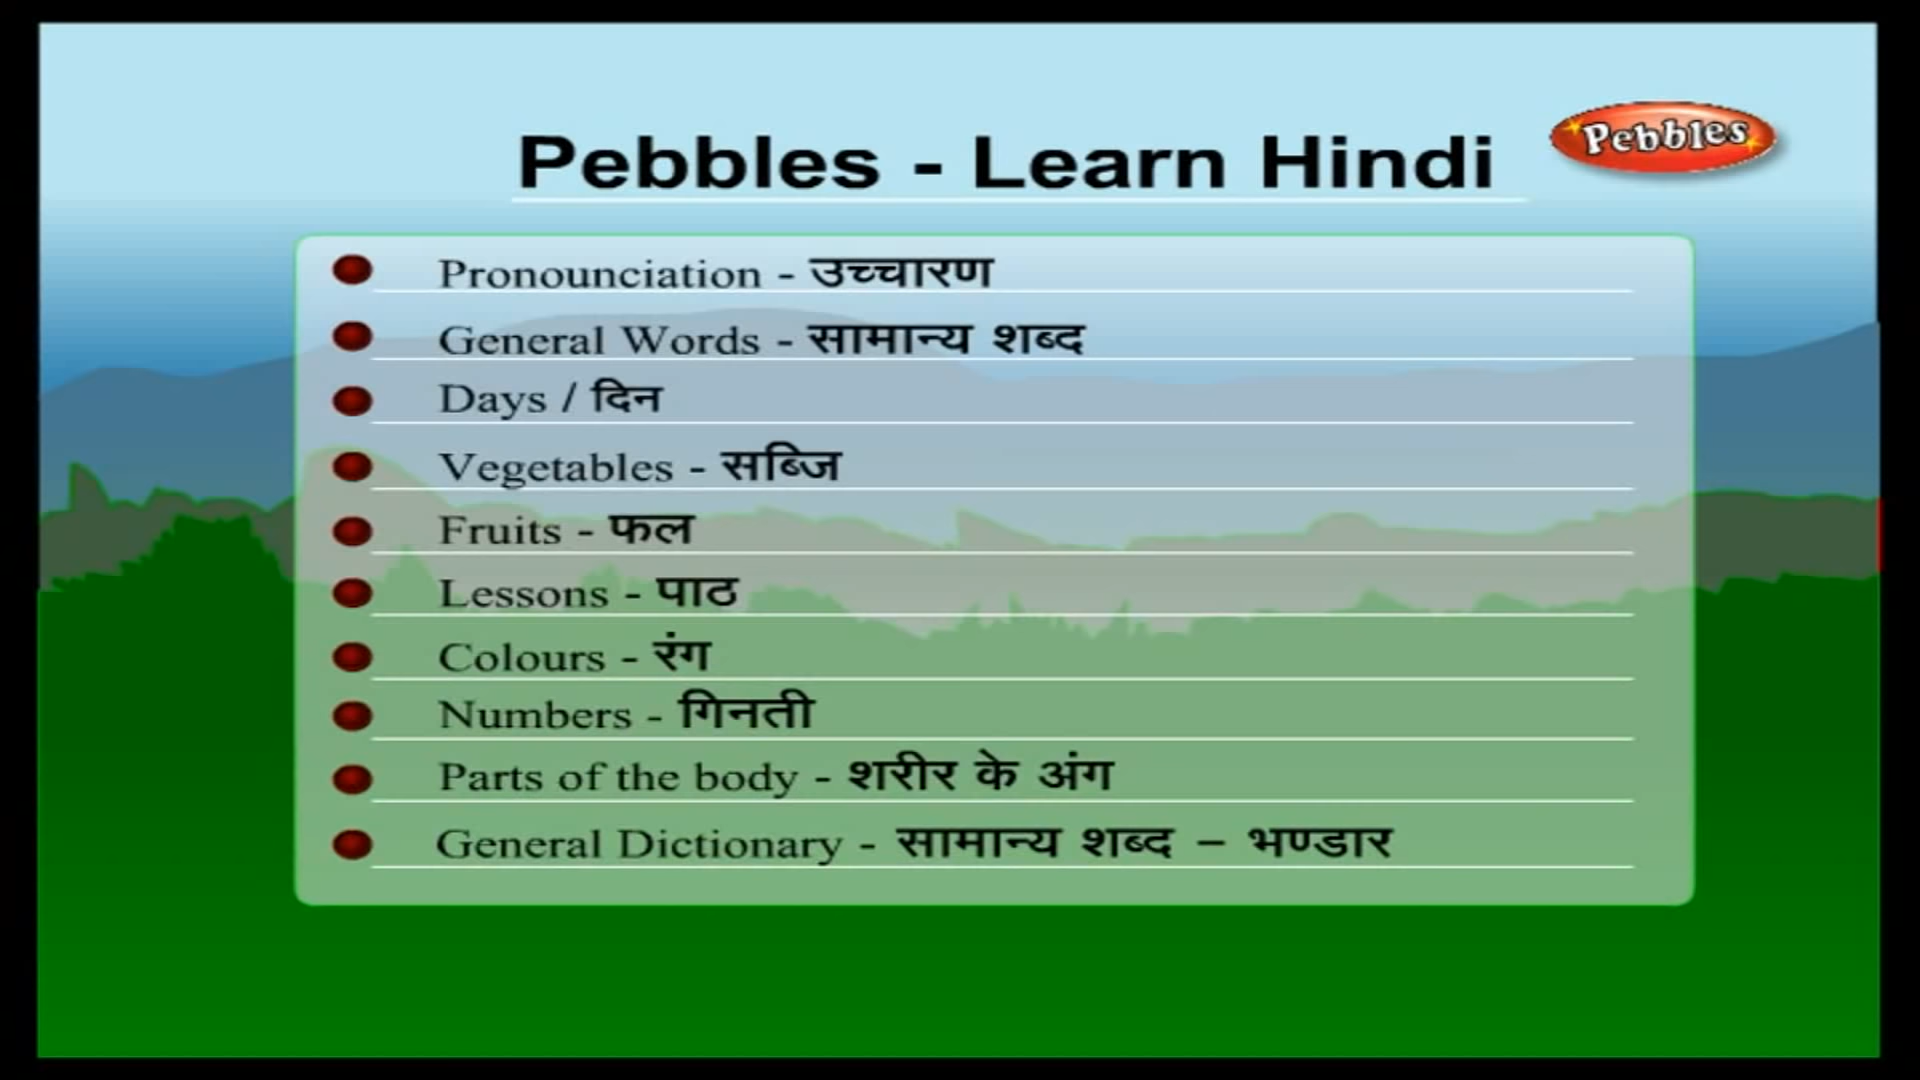 Pebbles - Learn Hindi
Pebbles
Pronounciation - उच्चारण
General Words - सामान्य शब्द
Days / दिन
Vegetables - सब्जि
Fruits - फल
Lessons - पाठ
Colours - रंग
Numbers - गिनती
Parts of the body - शरीर के अंग
General Dictionary - सामान्य शब्द – भण्डार